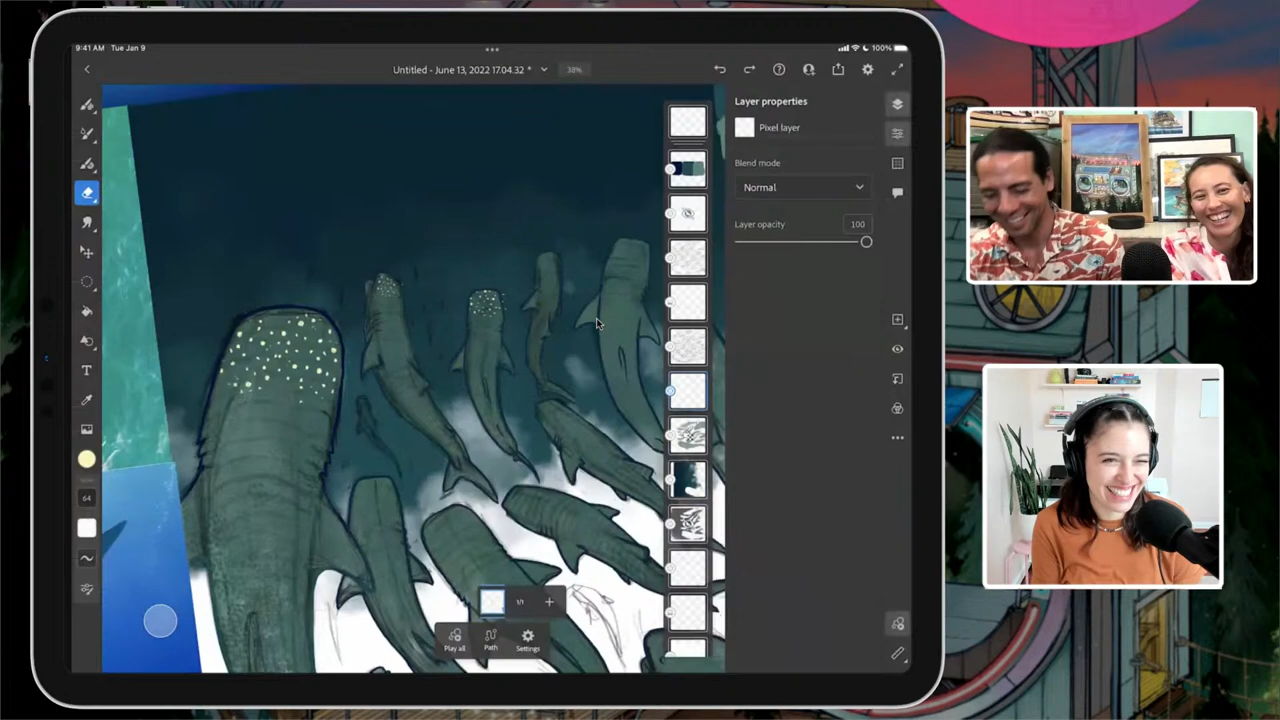 9:41 AM Tue Jan 9
100%
Untitled - June 13, 2022 17.04.32 *
38%
Layer properties
Pixel layer
Blend mode
Normal
Layer opacity
100
T
64
1/1
Play all
Path
Settings